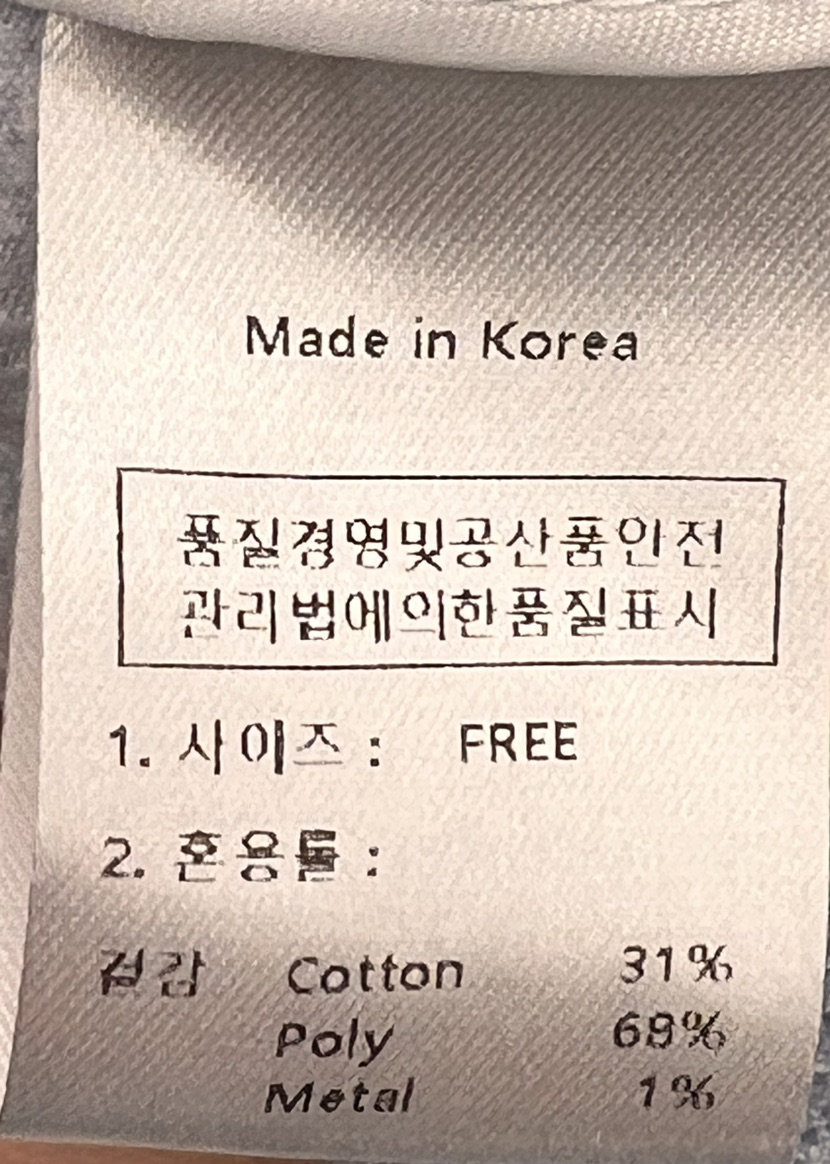 Made in Korea
품질경영및공산품안전
관리법에의한품질표시
1. 사이즈 : FREE
2. 혼용률 :
겉감 Cotton 31%
Poly 68%
Metal 1%